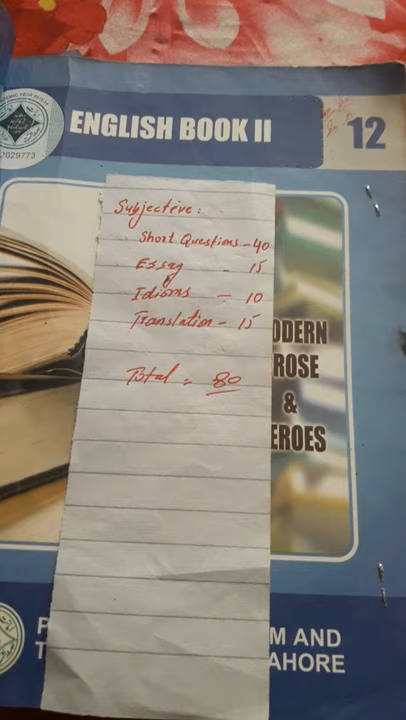 ENGLISH BOOK II
12
2029773
Subjective:
Short Questions - 40
Essay - 15
Idioms - 10
Translation - 15
Total = 80
ODERN
ROSE
&
EROES
M AND
AHORE